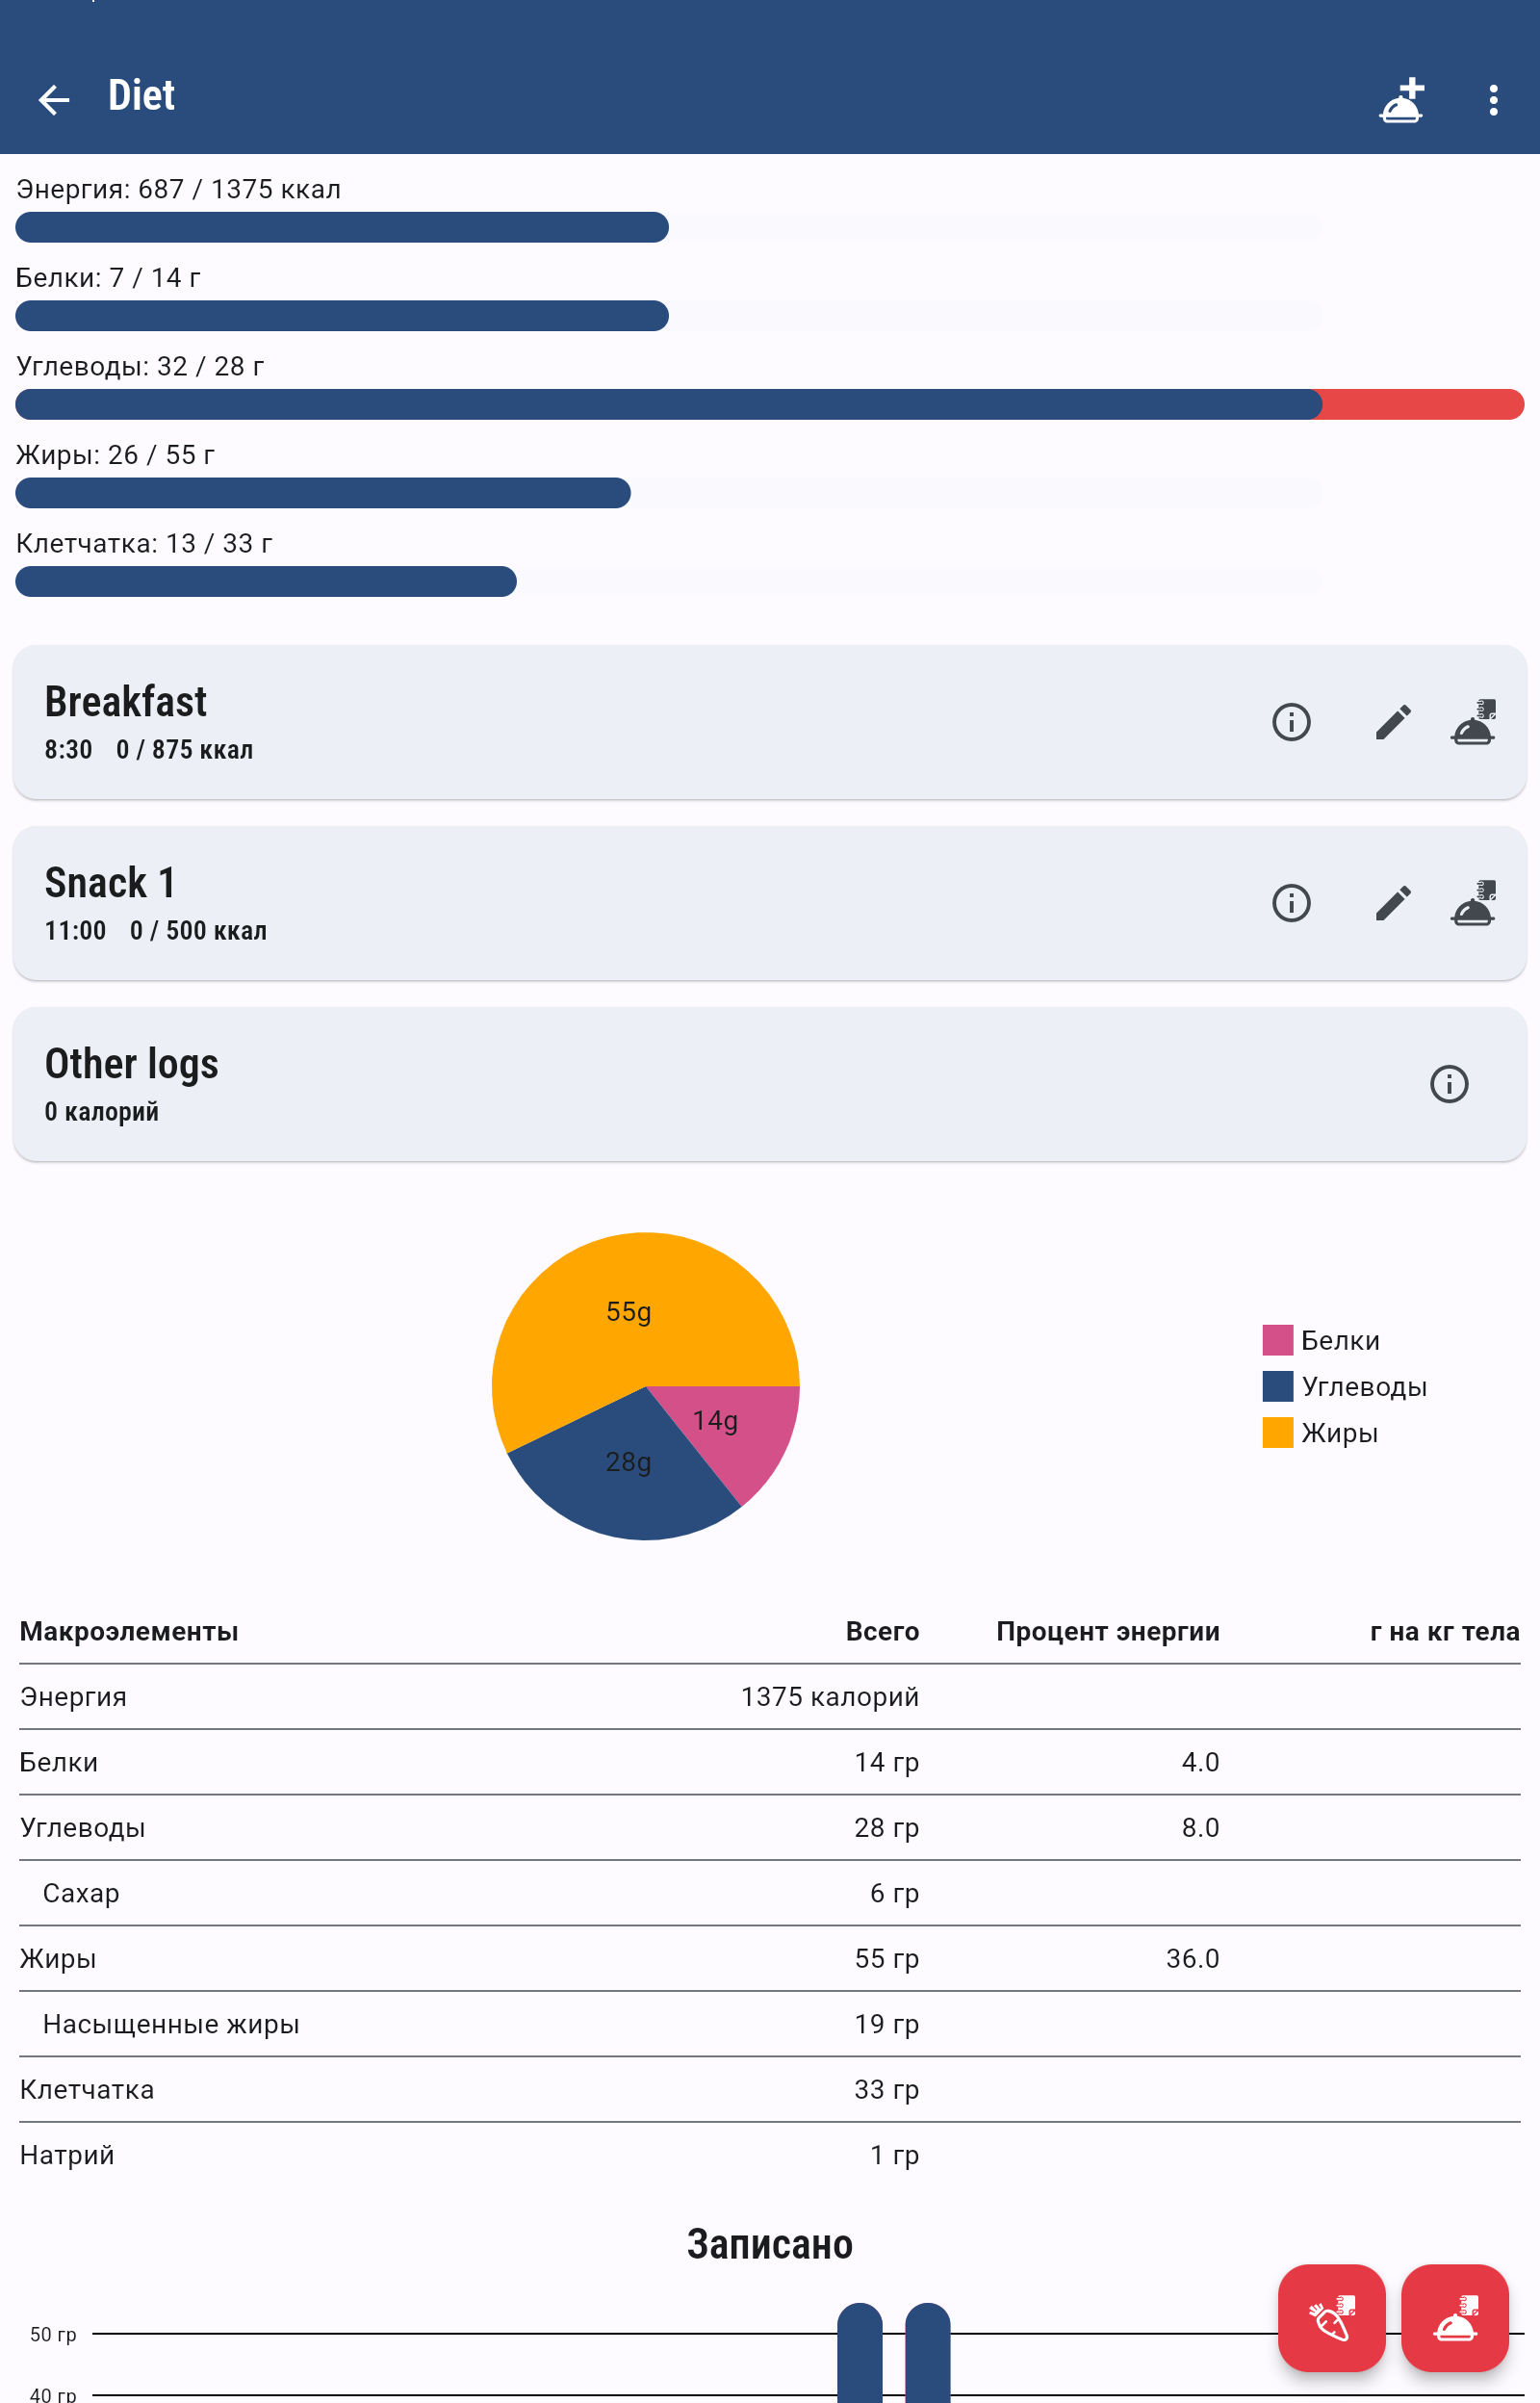 Diet
Энергия: 687 / 1375 ккал
Белки: 7 / 14 г
Углеводы: 32 / 28 г
Жиры: 26 / 55 г
Клетчатка: 13 / 33 г
Breakfast
8:30 0 / 875 ккал
Snack 1
11:00 0 / 500 ккал
Other logs
0 калорий
55g
14g
28g
Белки
Углеводы
Жиры
Макроэлементы Всего Процент энергии г на кг тела
Энергия 1375 калорий
Белки 14 гр 4.0
Углеводы 28 гр 8.0
Сахар 6 гр
Жиры 55 гр 36.0
Насыщенные жиры 19 гр
Клетчатка 33 гр
Натрий 1 гр
Записано
50 гр
40 гр